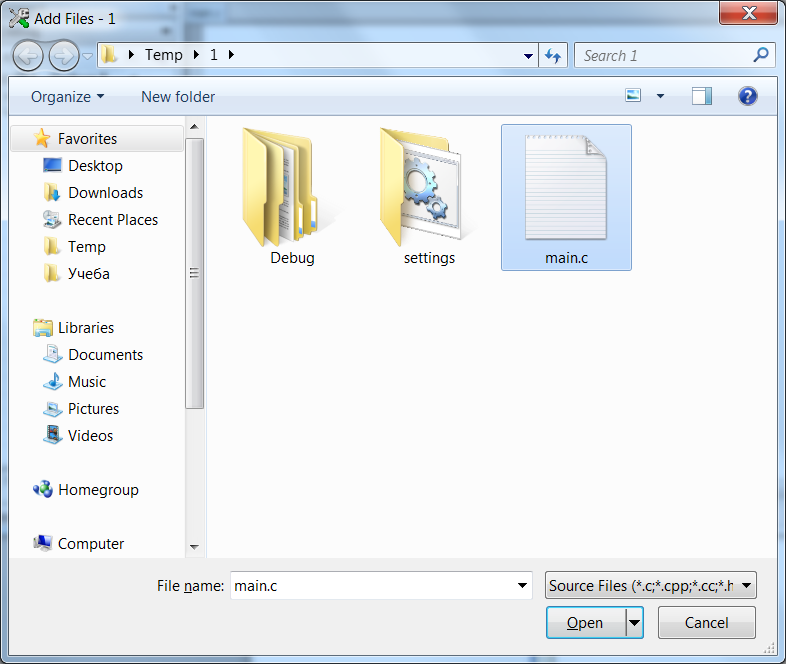 Add Files - 1
Temp 1
Search 1
Organize
New folder
Favorites
Desktop
Downloads
Recent Places
Temp
Учеба
Libraries
Documents
Music
Pictures
Videos
Homegroup
Computer
Debug
settings
main.c
File name:
main.c
Source Files (*.c;*.cpp;*.cc;*.h
Open
Cancel